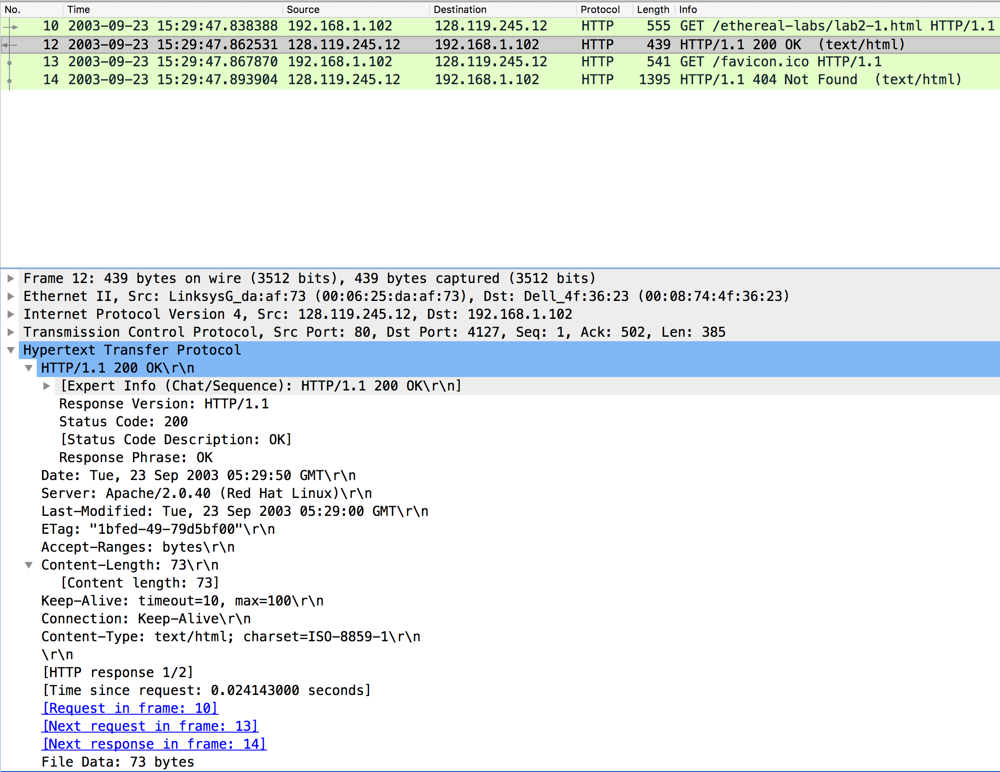 No. Time Source Destination Protocol Length Info
10 2003-09-23 15:29:47.838388 192.168.1.102 128.119.245.12 HTTP 555 GET /ethereal-labs/lab2-1.html HTTP/1.1
12 2003-09-23 15:29:47.862531 128.119.245.12 192.168.1.102 HTTP 439 HTTP/1.1 200 OK (text/html)
13 2003-09-23 15:29:47.867870 192.168.1.102 128.119.245.12 HTTP 541 GET /favicon.ico HTTP/1.1
14 2003-09-23 15:29:47.893904 128.119.245.12 192.168.1.102 HTTP 1395 HTTP/1.1 404 Not Found (text/html)
Frame 12: 439 bytes on wire (3512 bits), 439 bytes captured (3512 bits)
Ethernet II, Src: LinksysG_da:af:73 (00:06:25:da:af:73), Dst: Dell_4f:36:23 (00:08:74:4f:36:23)
Internet Protocol Version 4, Src: 128.119.245.12, Dst: 192.168.1.102
Transmission Control Protocol, Src Port: 80, Dst Port: 4127, Seq: 1, Ack: 502, Len: 385
Hypertext Transfer Protocol
HTTP/1.1 200 OK\r\n
[Expert Info (Chat/Sequence): HTTP/1.1 200 OK\r\n]
Response Version: HTTP/1.1
Status Code: 200
[Status Code Description: OK]
Response Phrase: OK
Date: Tue, 23 Sep 2003 05:29:50 GMT\r\n
Server: Apache/2.0.40 (Red Hat Linux)\r\n
Last-Modified: Tue, 23 Sep 2003 05:29:00 GMT\r\n
ETag: "1bfed-49-79d5bf00"\r\n
Accept-Ranges: bytes\r\n
Content-Length: 73\r\n
[Content length: 73]
Keep-Alive: timeout=10, max=100\r\n
Connection: Keep-Alive\r\n
Content-Type: text/html; charset=ISO-8859-1\r\n
\r\n
[HTTP response 1/2]
[Time since request: 0.024143000 seconds]
[Request in frame: 10]
[Next request in frame: 13]
[Next response in frame: 14]
File Data: 73 bytes